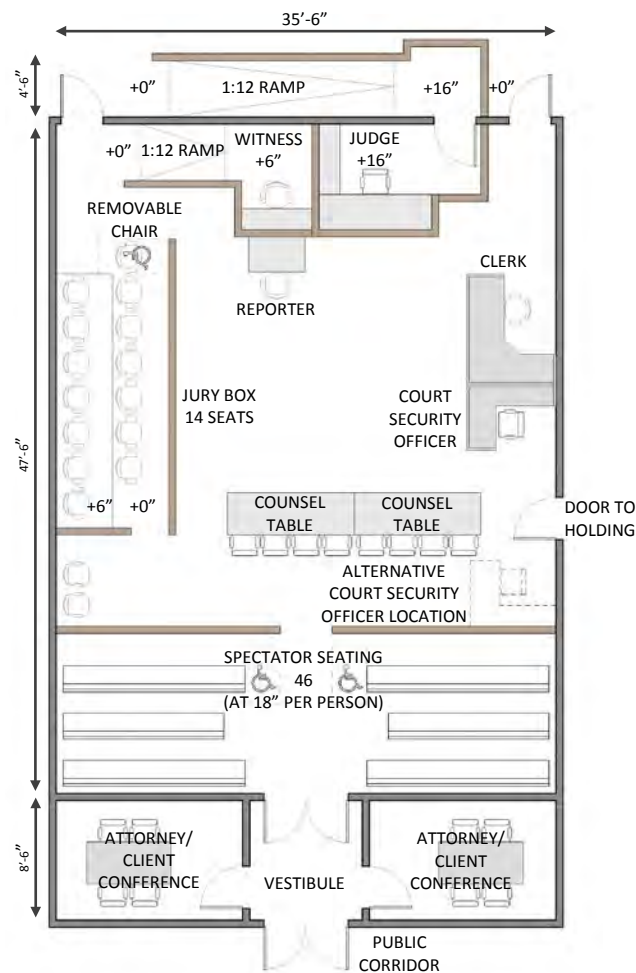 35’-6”
4’-6”
+0”
1:12 RAMP
+16”
+0”
+0”
1:12 RAMP
WITNESS
+6”
JUDGE
+16”
REMOVABLE
CHAIR
REPORTER
CLERK
47’-6”
JURY BOX
14 SEATS
COURT
SECURITY
OFFICER
+6”
+0”
COUNSEL
TABLE
COUNSEL
TABLE
DOOR TO
HOLDING
ALTERNATIVE
COURT SECURITY
OFFICER LOCATION
SPECTATOR SEATING
46
(AT 18” PER PERSON)
8’-6”
ATTORNEY/
CLIENT
CONFERENCE
VESTIBULE
ATTORNEY/
CLIENT
CONFERENCE
PUBLIC
CORRIDOR